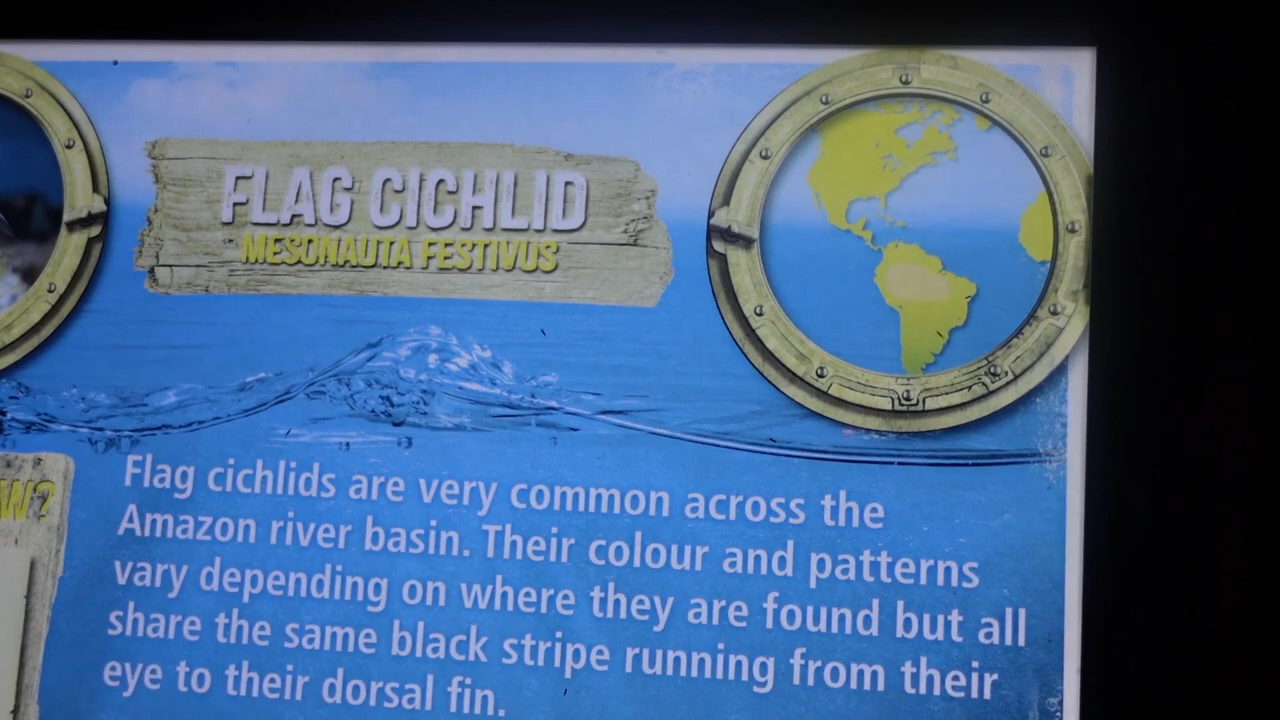 FLAG CICHLID
MESONAUTA FESTIVUS
W?
Flag cichlids are very common across the
Amazon river basin. Their colour and patterns
vary depending on where they are found but all
share the same black stripe running from their
eye to their dorsal fin.